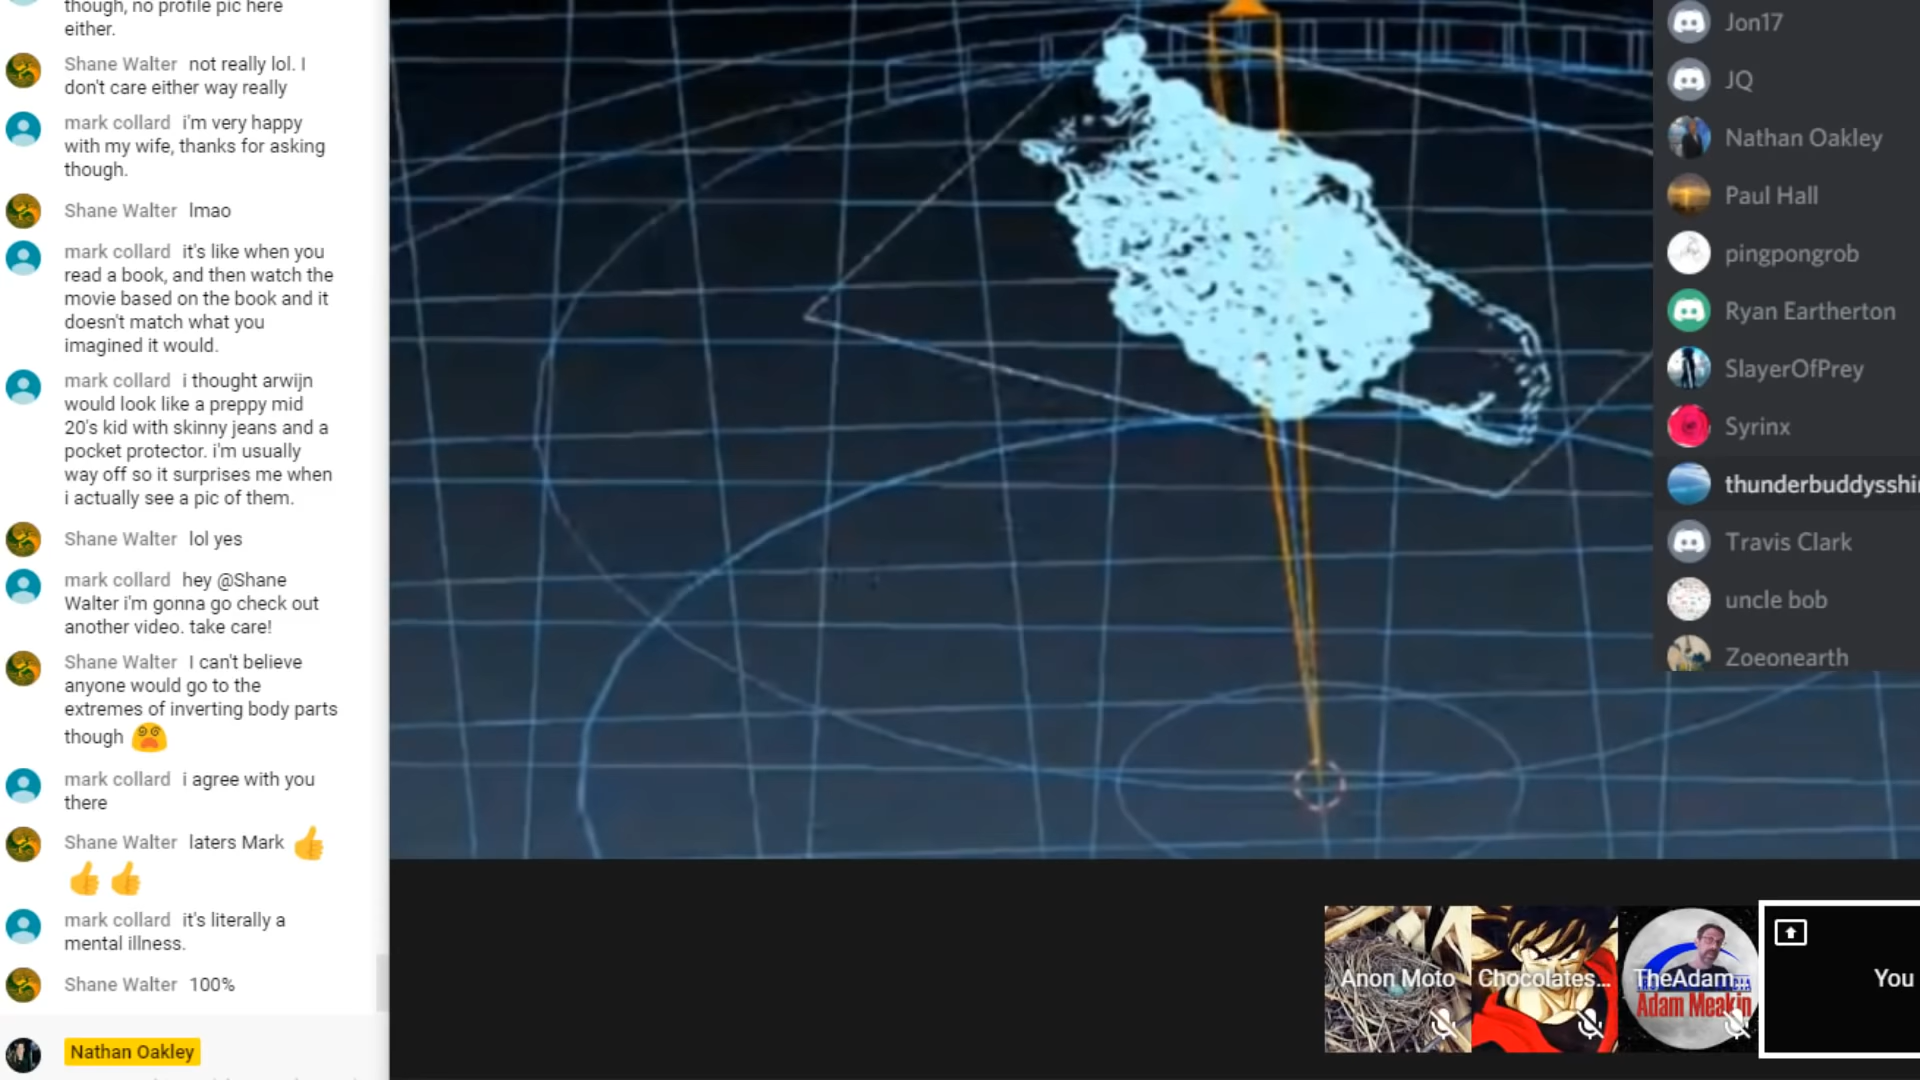 though, no profile pic here
either.
Shane Walter not really lol. I
don't care either way really
mark collard i'm very happy
with my wife, thanks for asking
though.
Shane Walter lmao
mark collard it's like when you
read a book, and then watch the
movie based on the book and it
doesn't match what you
imagined it would.
mark collard i thought arwijn
would look like a preppy mid
20's kid with skinny jeans and a
pocket protector. i'm usually
way off so it surprises me when
i actually see a pic of them.
Shane Walter lol yes
mark collard hey @Shane
Walter i'm gonna go check out
another video. take care!
Shane Walter I can't believe
anyone would go to the
extremes of inverting body parts
though
mark collard i agree with you
there
Shane Walter laters Mark
mark collard it's literally a
mental illness.
Shane Walter 100%
Nathan Oakley
Jon17
JQ
Nathan Oakley
Paul Hall
pingpongrob
Ryan Eartherton
SlayerOfPrey
Syrinx
thunderbuddysshi
Travis Clark
uncle bob
Zoeonearth
Anon Moto
Chocolates...
TheAdam...
Adam Meakin
You